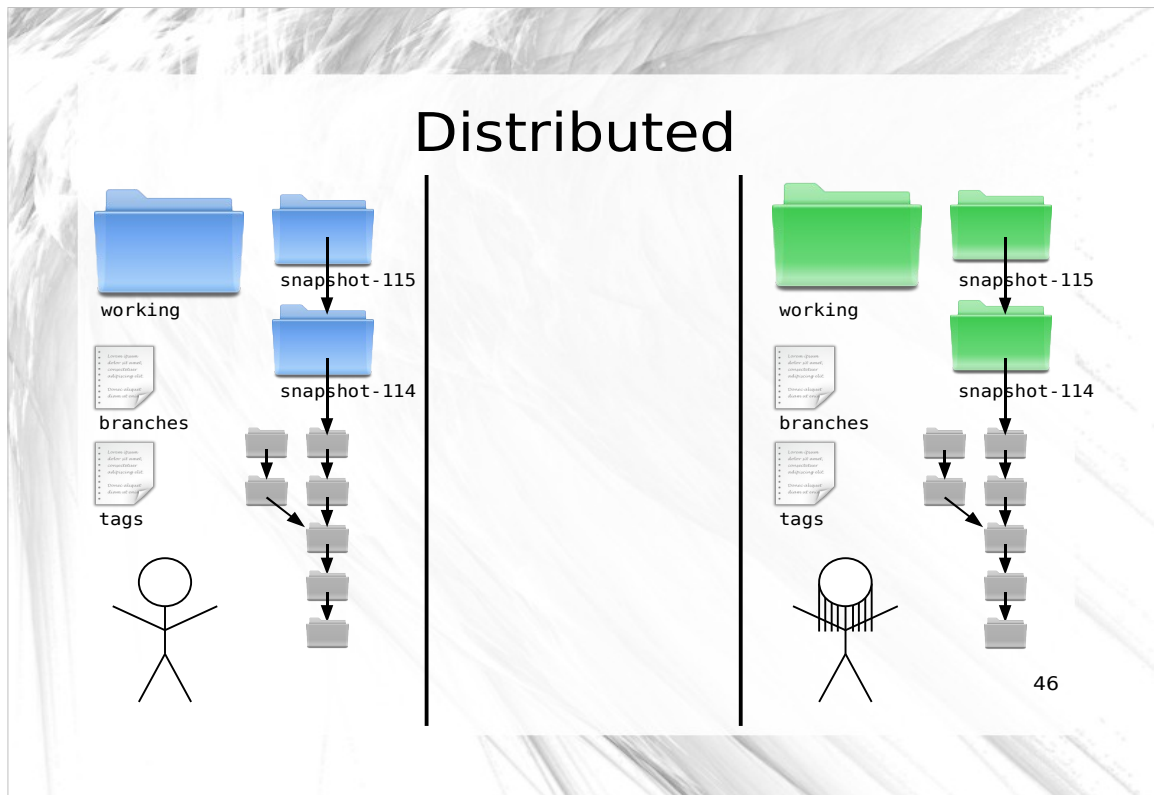 Distributed
snapshot-115
working
snapshot-114
branches
tags
snapshot-115
working
snapshot-114
branches
tags
46